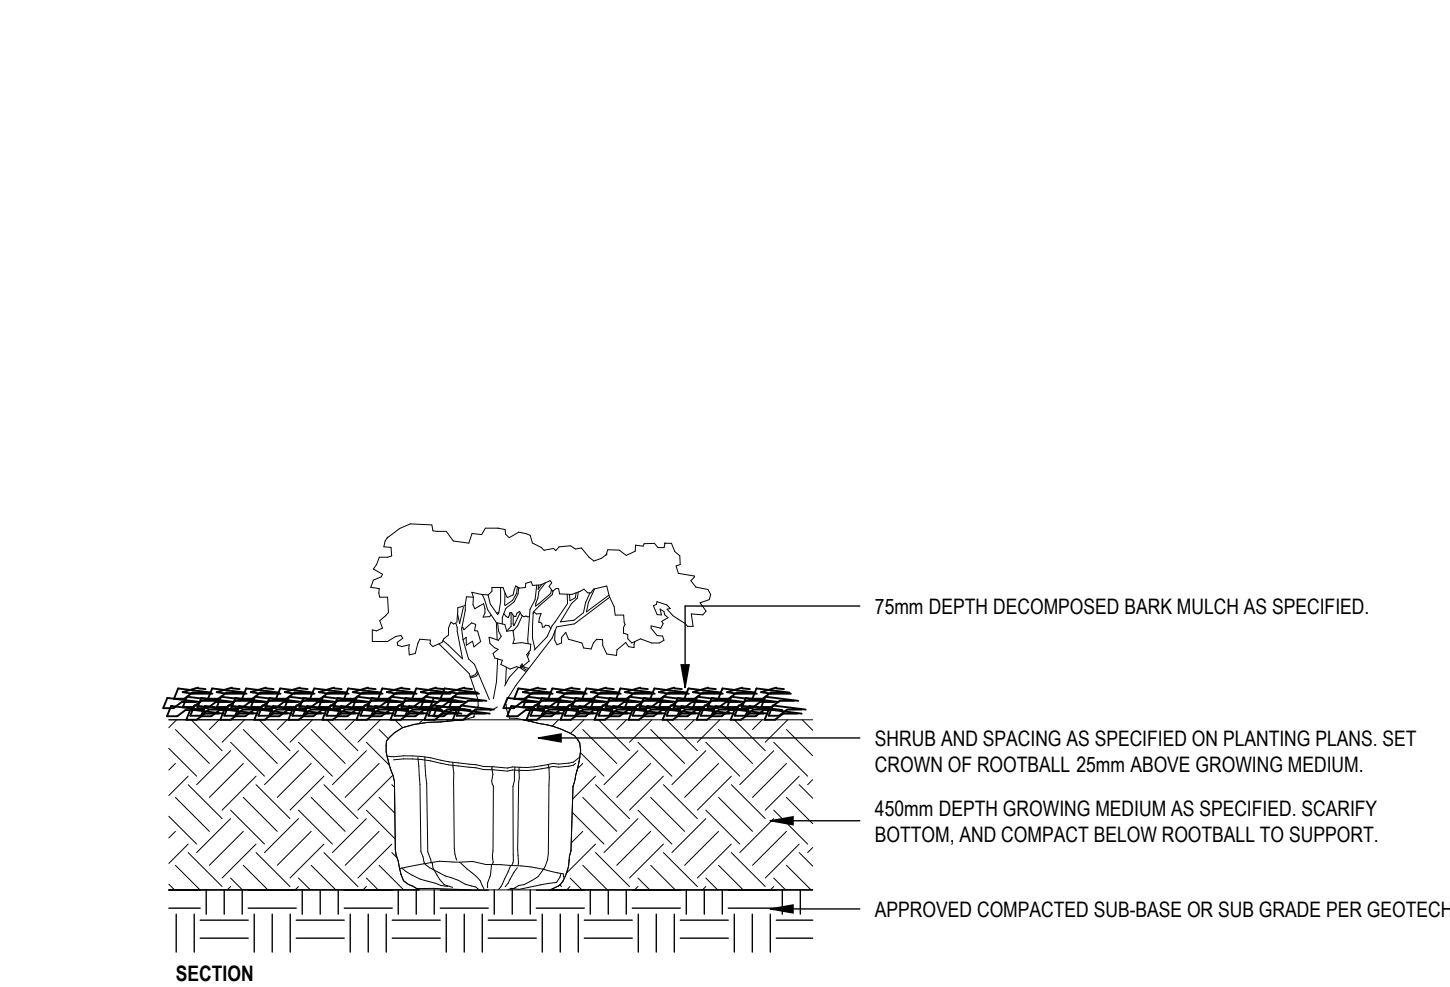 75mm DEPTH DECOMPOSED BARK MULCH AS SPECIFIED.
SHRUB AND SPACING AS SPECIFIED ON PLANTING PLANS. SET
CROWN OF ROOTBALL 25mm ABOVE GROWING MEDIUM.
450mm DEPTH GROWING MEDIUM AS SPECIFIED. SCARIFY
BOTTOM, AND COMPACT BELOW ROOTBALL TO SUPPORT.
APPROVED COMPACTED SUB-BASE OR SUB GRADE PER GEOTECH
SECTION